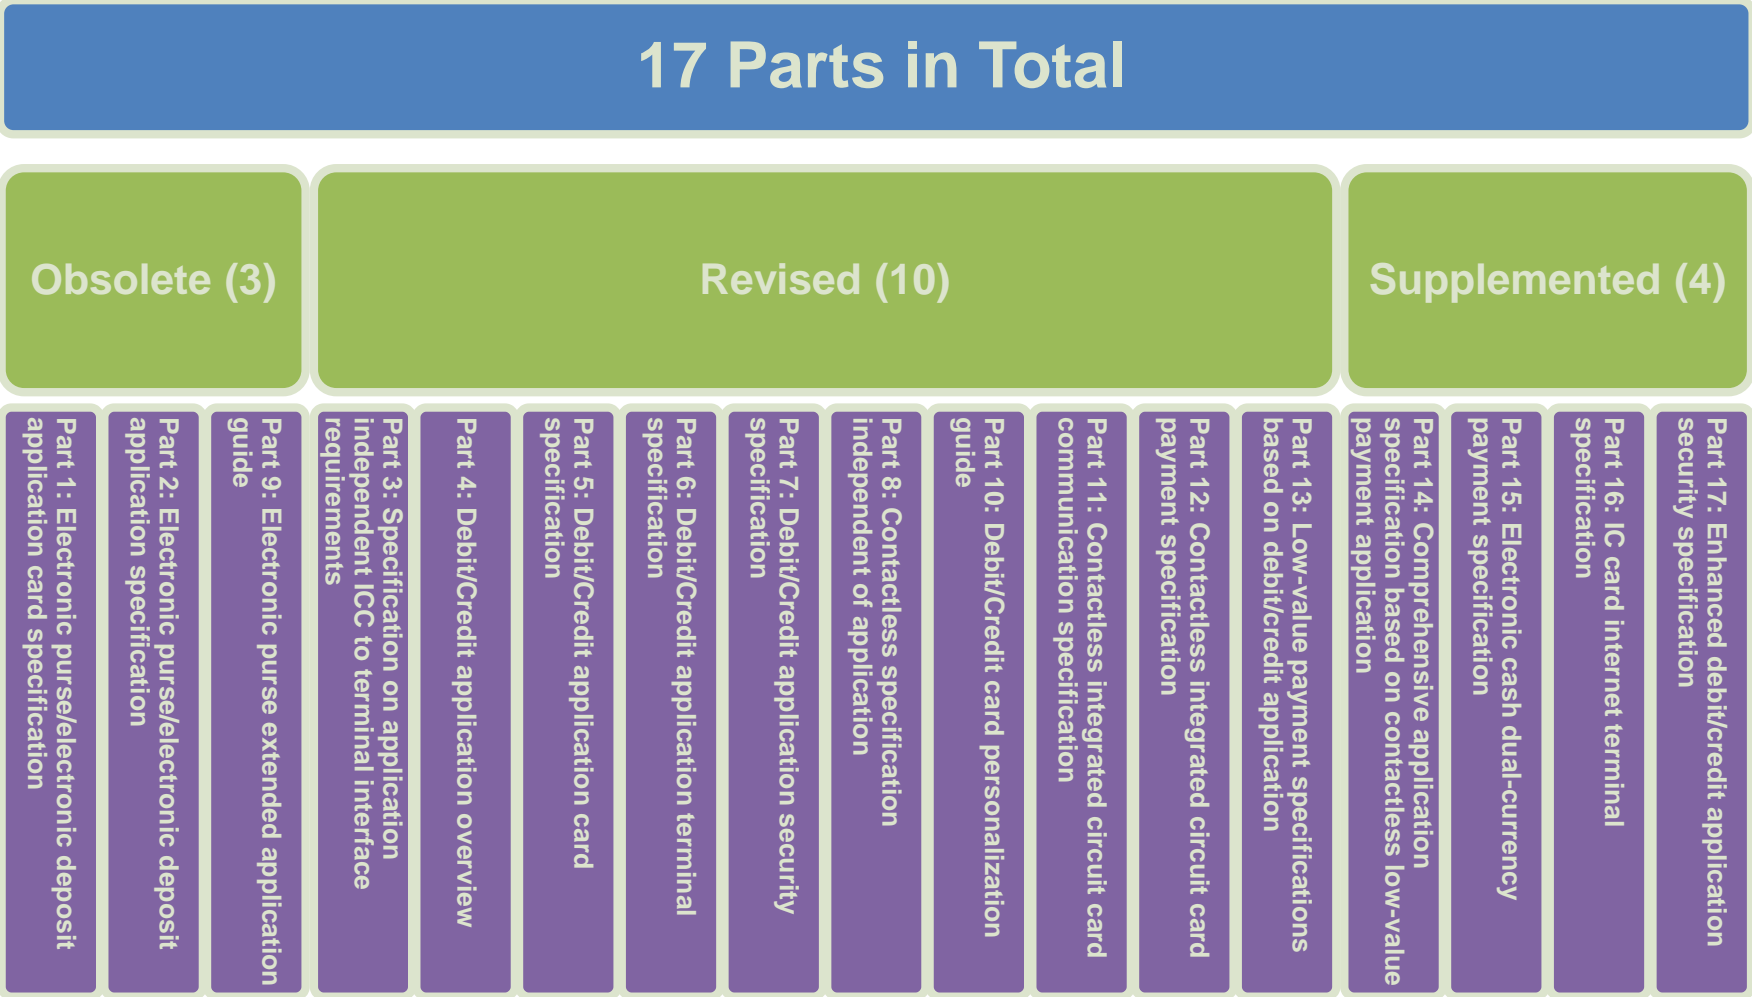 17 Parts in Total
Obsolete (3)
Revised (10)
Supplemented (4)
Part 1: Electronic purse/electronic deposit
application card specification
Part 2: Electronic purse/electronic deposit
application specification
Part 9: Electronic purse extended application
guide
Part 3: Specification on application
independent ICC to terminal interface
requirements
Part 4: Debit/Credit application overview
Part 5: Debit/Credit application card
specification
Part 6: Debit/Credit application terminal
specification
Part 7: Debit/Credit application security
specification
Part 8: Contactless specification
independent of application
Part 10: Debit/Credit card personalization
guide
Part 11: Contactless integrated circuit card
communication specification
Part 12: Contactless integrated circuit card
payment specification
Part 13: Low-value payment specifications
based on debit/credit application
Part 14: Comprehensive application
specification based on contactless low-value
payment application
Part 15: Electronic cash dual-currency
payment specification
Part 16: IC card internet terminal
specification
Part 17: Enhanced debit/credit application
security specification